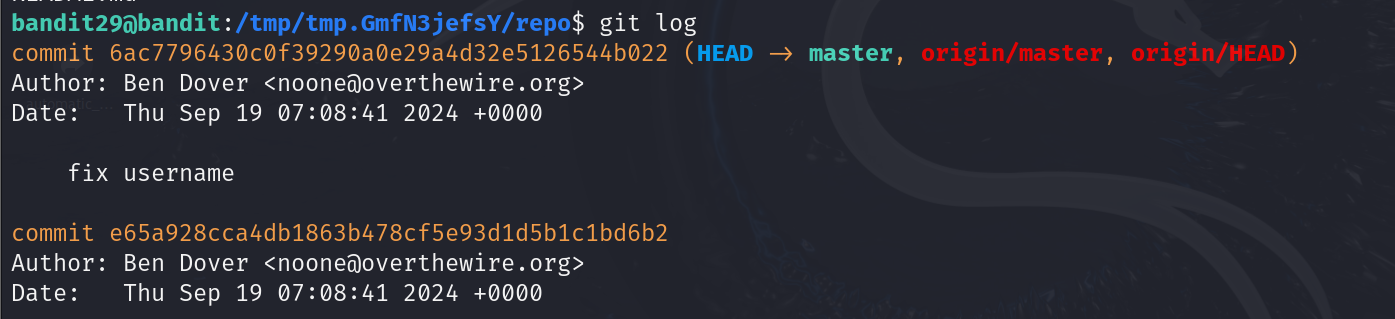 bandit29@bandit:/tmp/tmp.GmfN3jefsY/repo$ git log
commit 6ac7796430c0f39290a0e29a4d32e5126544b022 (HEAD → master, origin/master, origin/HEAD)
Author: Ben Dover <noone@overthewire.org>
Date:   Thu Sep 19 07:08:41 2024 +0000
fix username
commit e65a928cca4db1863b478cf5e93d1d5b1c1bd6b2
Author: Ben Dover <noone@overthewire.org>
Date:   Thu Sep 19 07:08:41 2024 +0000